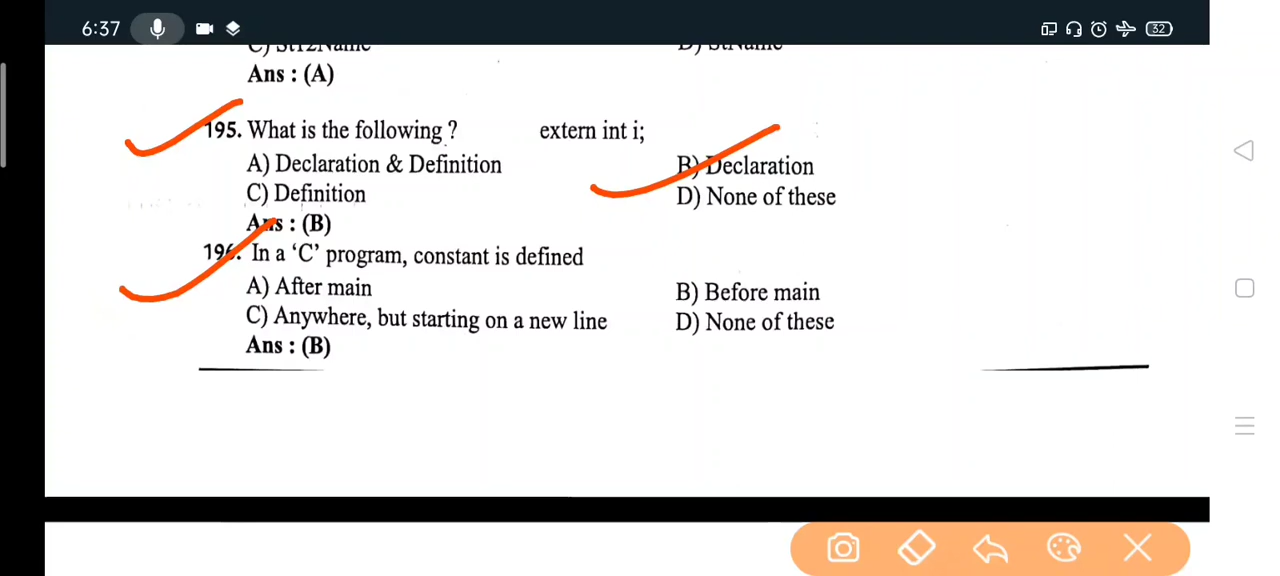 6:37
32
Ans : (A)
195. What is the following ? extern int i;
A) Declaration & Definition B) Declaration
C) Definition D) None of these
Ans : (B)
196. In a ‘C’ program, constant is defined
A) After main B) Before main
C) Anywhere, but starting on a new line D) None of these
Ans : (B)